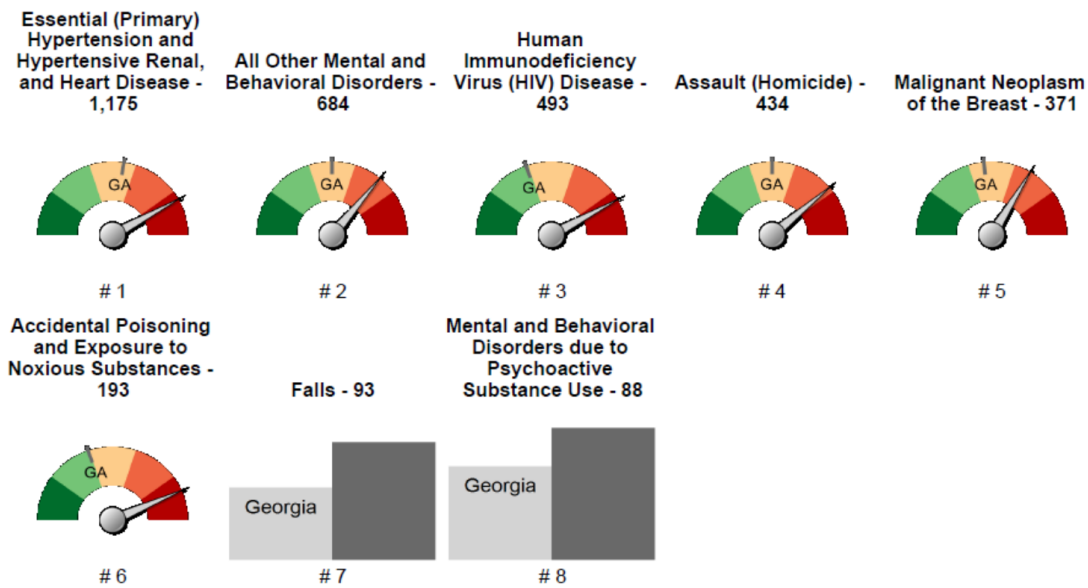 Essential (Primary)
Hypertension and
Hypertensive Renal,
and Heart Disease -
1,175
All Other Mental and
Behavioral Disorders -
684
Human
Immunodeficiency
Virus (HIV) Disease -
493
Assault (Homicide) -
434
Malignant Neoplasm
of the Breast - 371
GA
GA
GA
GA
GA
# 1
# 2
# 3
# 4
# 5
Accidental Poisoning
and Exposure to
Noxious Substances -
193
Falls - 93
Mental and Behavioral
Disorders due to
Psychoactive
Substance Use - 88
GA
Georgia
Georgia
# 6
# 7
# 8